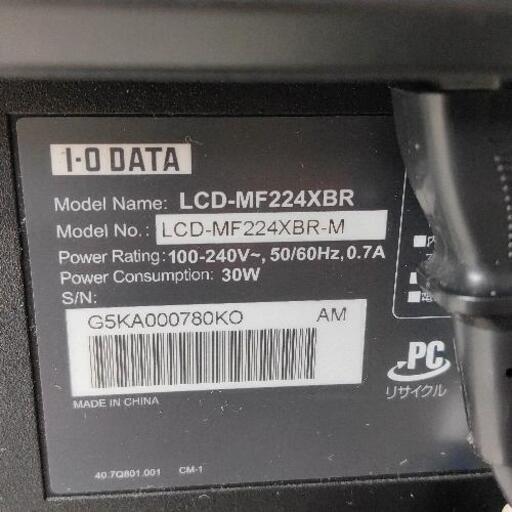 I-O DATA
Model Name: LCD-MF224XBR
Model No.: LCD-MF224XBR-M
Power Rating: 100-240V~, 50/60Hz, 0.7A
Power Consumption: 30W
S/N:
G5KA000780KO AM
MADE IN CHINA
PC
リサイクル
40.7Q801.001 CM-1